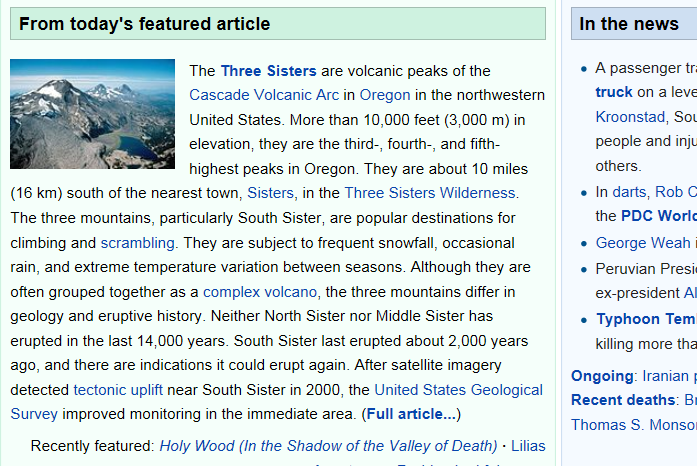 From today's featured article
The Three Sisters are volcanic peaks of the
Cascade Volcanic Arc in Oregon in the northwestern
United States. More than 10,000 feet (3,000 m) in
elevation, they are the third-, fourth-, and fifth-
highest peaks in Oregon. They are about 10 miles
(16 km) south of the nearest town, Sisters, in the Three Sisters Wilderness.
The three mountains, particularly South Sister, are popular destinations for
climbing and scrambling. They are subject to frequent snowfall, occasional
rain, and extreme temperature variation between seasons. Although they are
often grouped together as a complex volcano, the three mountains differ in
geology and eruptive history. Neither North Sister nor Middle Sister has
erupted in the last 14,000 years. South Sister last erupted about 2,000 years
ago, and there are indications it could erupt again. After satellite imagery
detected tectonic uplift near South Sister in 2000, the United States Geological
Survey improved monitoring in the immediate area. (Full article...)
Recently featured: Holy Wood (In the Shadow of the Valley of Death) · Lilias
In the news
A passenger tra
truck on a leve
Kroonstad, Sou
people and inju
others.
In darts, Rob C
the PDC World
George Weah i
Peruvian Presi
ex-president Al
Typhoon Tem
killing more tha
Ongoing: Iranian p
Recent deaths: Br
Thomas S. Monso